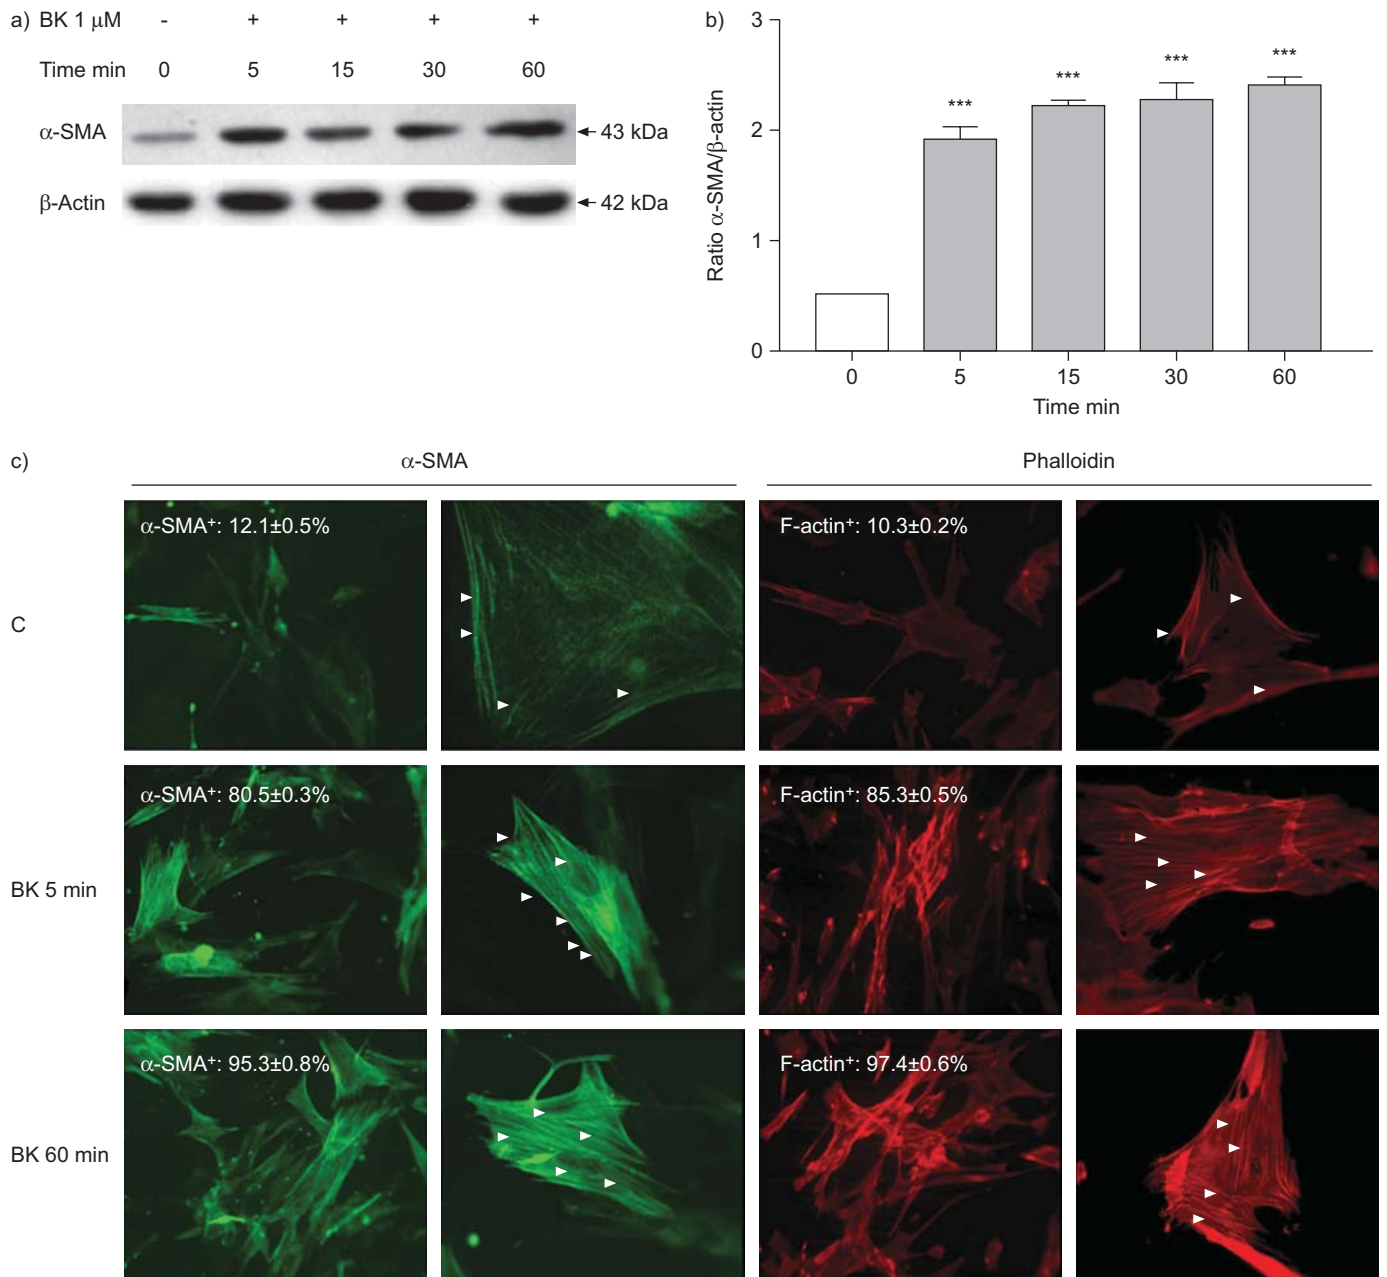 a) BK 1 μM - + + + +
Time min 0 5 15 30 60
α-SMA 43 kDa
β-Actin 42 kDa
b)
3
2
1
0
Ratio α-SMA/β-actin
*** *** *** ***
0 5 15 30 60
Time min
c) α-SMA Phalloidin
C
α-SMA⁺: 12.1±0.5% F-actin⁺: 10.3±0.2%
BK 5 min
α-SMA⁺: 80.5±0.3% F-actin⁺: 85.3±0.5%
BK 60 min
α-SMA⁺: 95.3±0.8% F-actin⁺: 97.4±0.6%